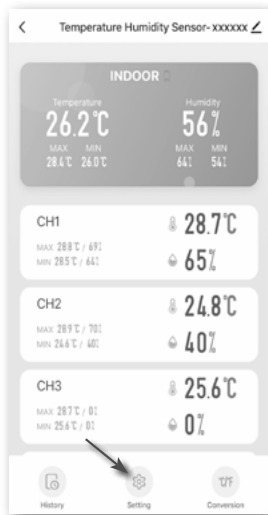 Temperature Humidity Sensor- xxxxxx
INDOOR
Temperature Humidity
26.2℃ 56%
MAX MIN MAX MIN
28.4℃ 26.0℃ 64% 54%
CH1 28.7℃
MAX 28.8℃ / 69%
MIN 28.5℃ / 64% 65%
CH2 24.8℃
MAX 28.9℃ / 70%
MIN 24.6℃ / 40% 40%
CH3 25.6℃
MAX 28.7℃ / 0%
MIN 25.6℃ / 0% 0%
History Setting Conversion